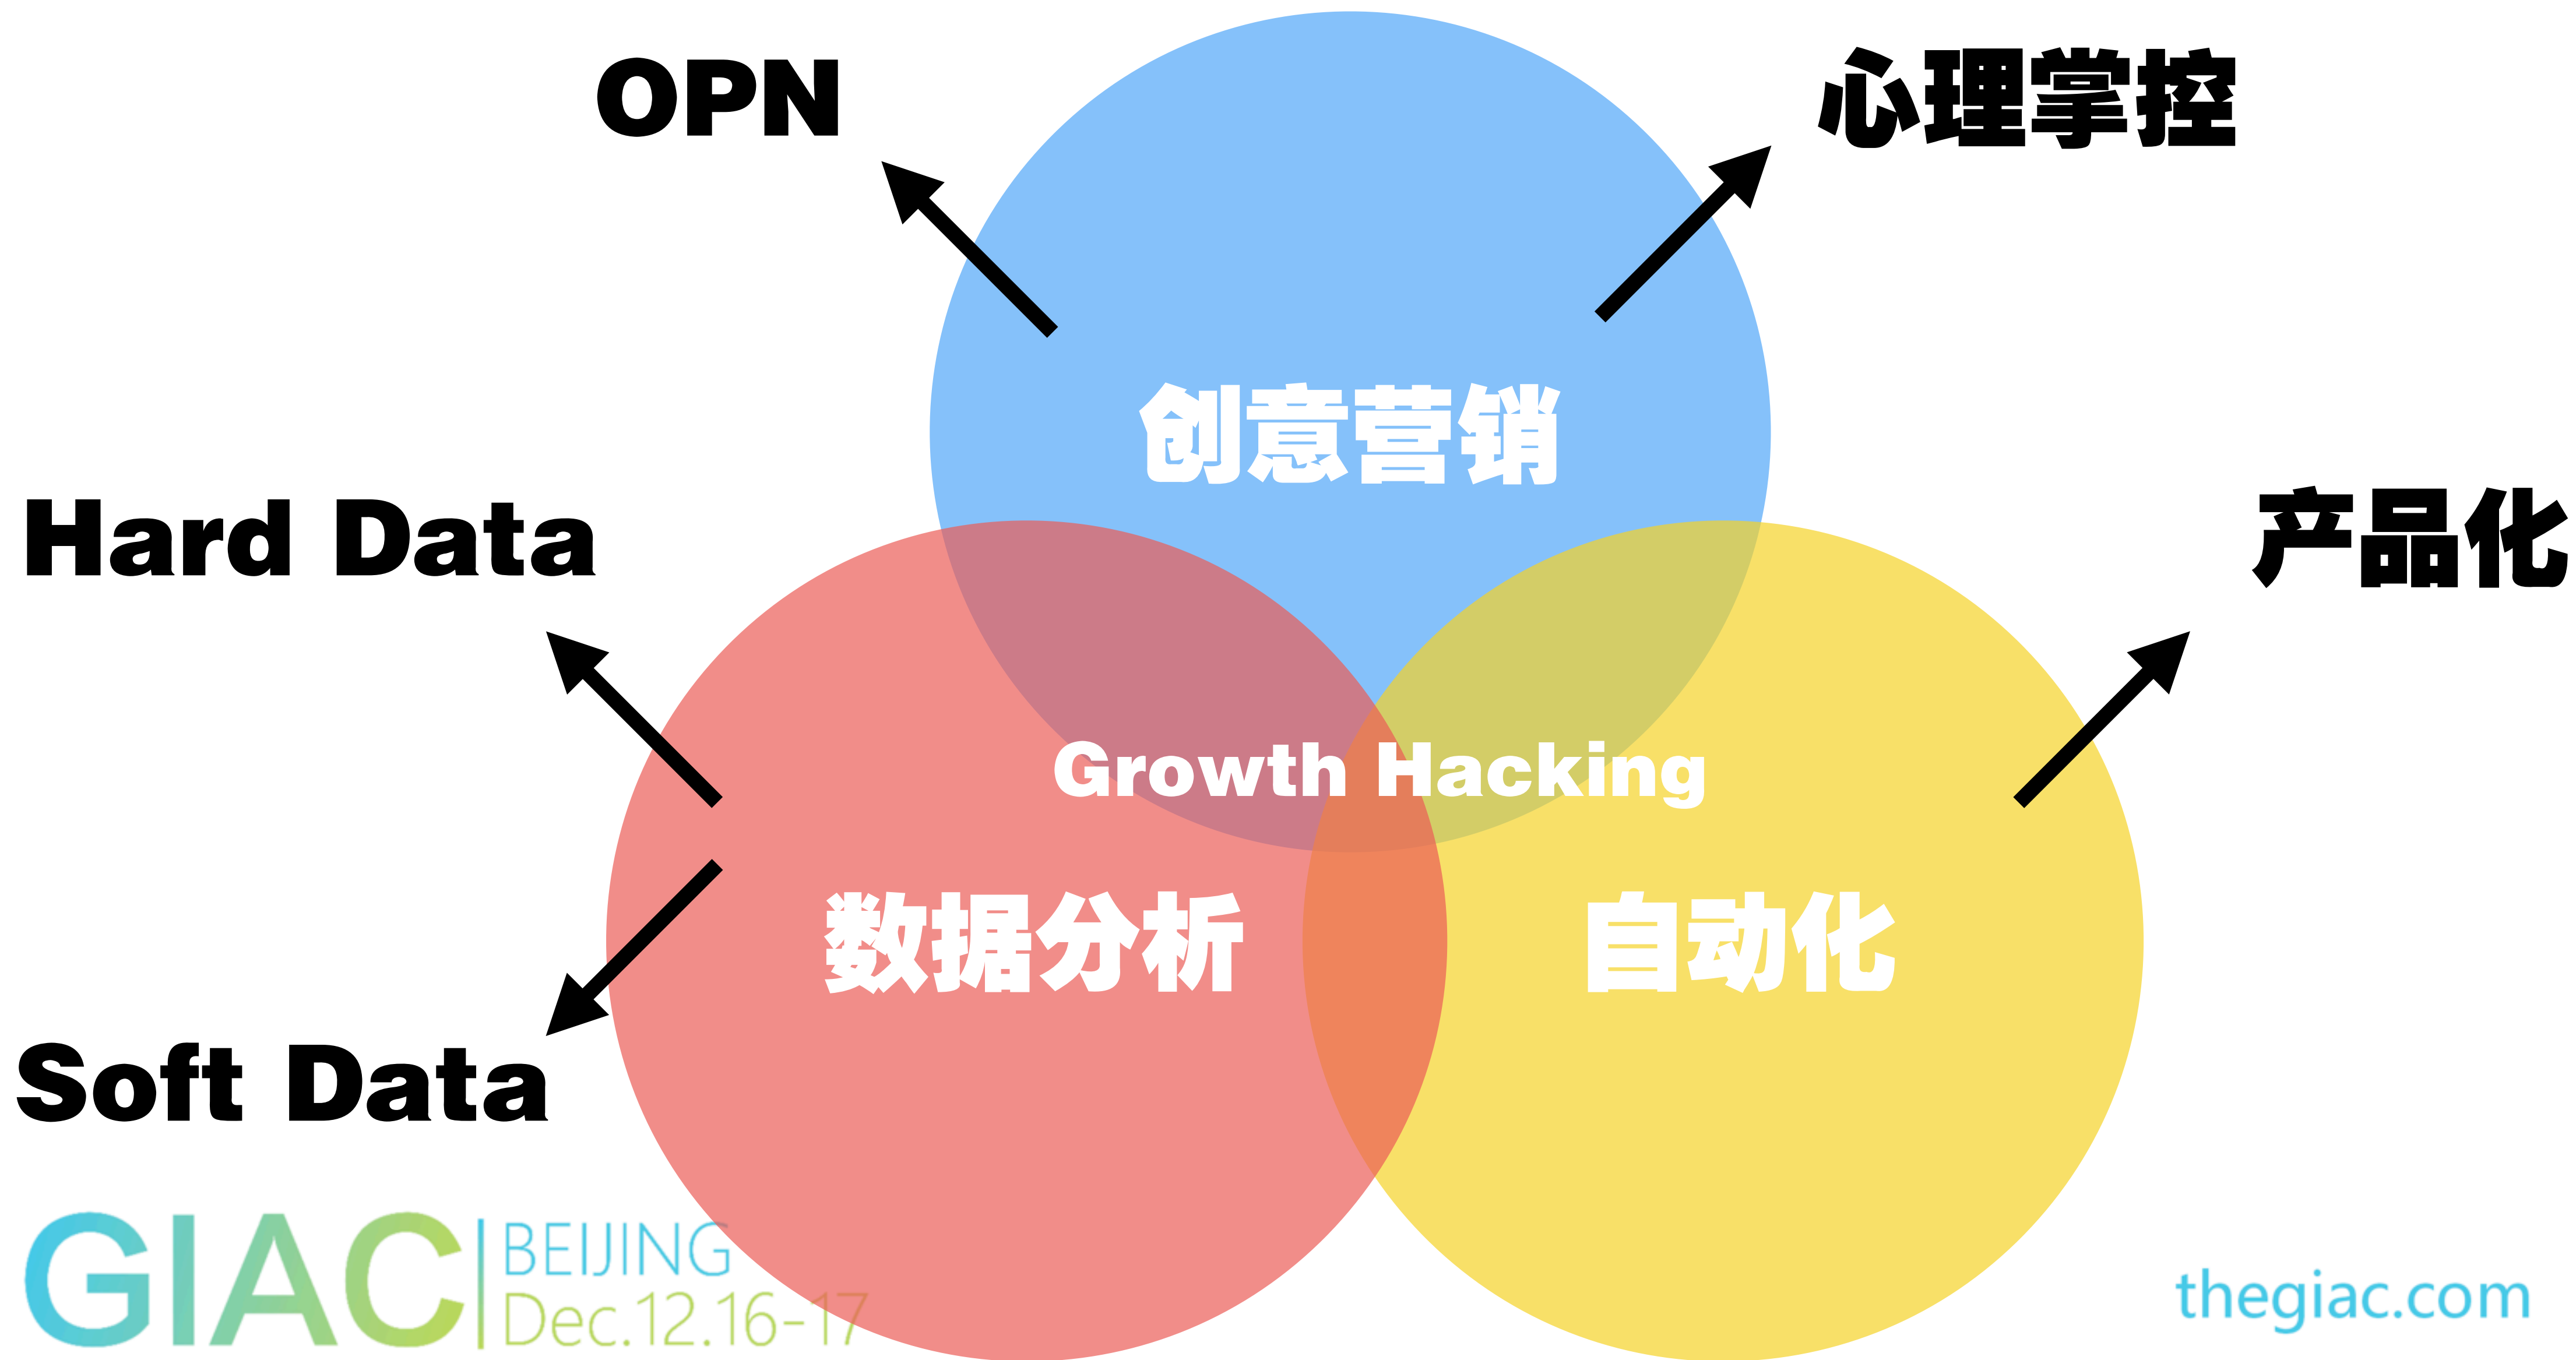 OPN
心理掌控
创意营销
Hard Data
产品化
Growth Hacking
数据分析
自动化
Soft Data
GIAC
BEIJING
Dec.12.16-17
thegiac.com